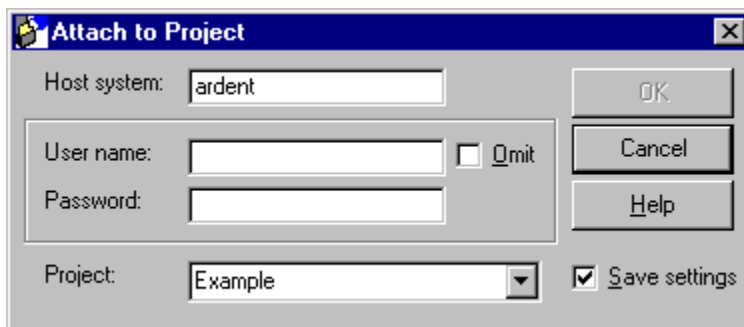 Attach to Project
Host system: ardent OK
User name: Omit Cancel
Password: Help
Project: Example Save settings